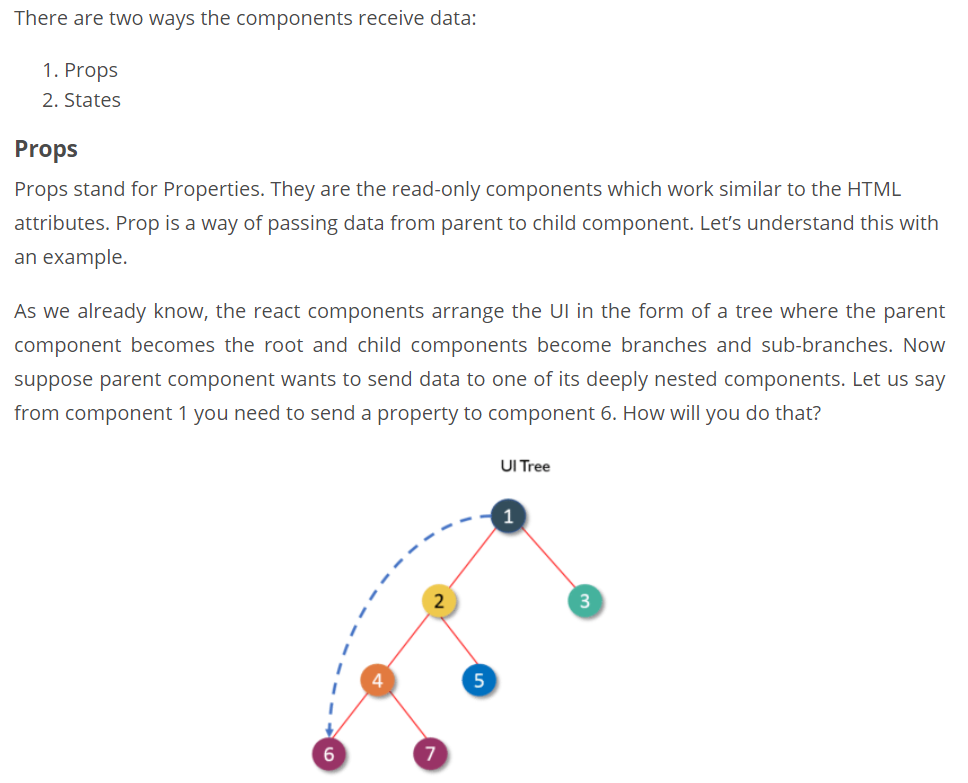 There are two ways the components receive data:
1. Props
2. States
Props
Props stand for Properties. They are the read-only components which work similar to the HTML
attributes. Prop is a way of passing data from parent to child component. Let’s understand this with
an example.
As we already know, the react components arrange the UI in the form of a tree where the parent
component becomes the root and child components become branches and sub-branches. Now
suppose parent component wants to send data to one of its deeply nested components. Let us say
from component 1 you need to send a property to component 6. How will you do that?
UI Tree
1
2
3
4
5
6
7